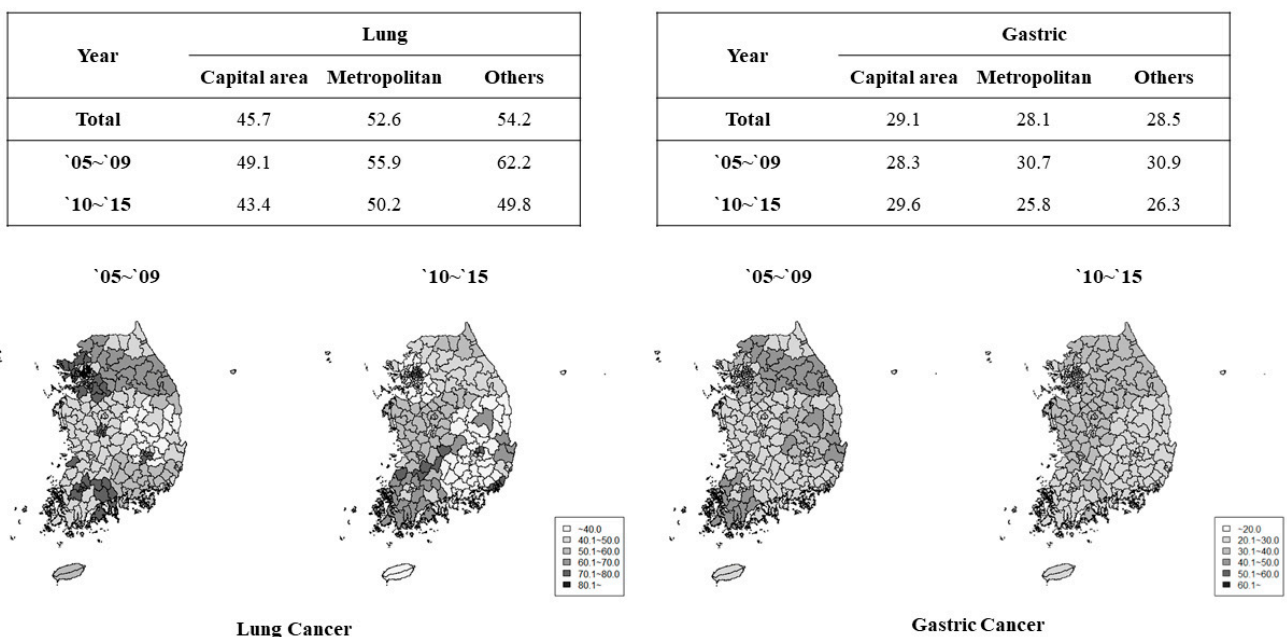 Year Lung
Capital area Metropolitan Others
Total 45.7 52.6 54.2
`05~`09 49.1 55.9 62.2
`10~`15 43.4 50.2 49.8
Year Gastric
Capital area Metropolitan Others
Total 29.1 28.1 28.5
`05~`09 28.3 30.7 30.9
`10~`15 29.6 25.8 26.3
`05~`09
`10~`15
~40.0
40.1~50.0
50.1~60.0
60.1~70.0
70.1~80.0
80.1~
Lung Cancer
`05~`09
`10~`15
~20.0
20.1~30.0
30.1~40.0
40.1~50.0
50.1~60.0
60.1~
Gastric Cancer